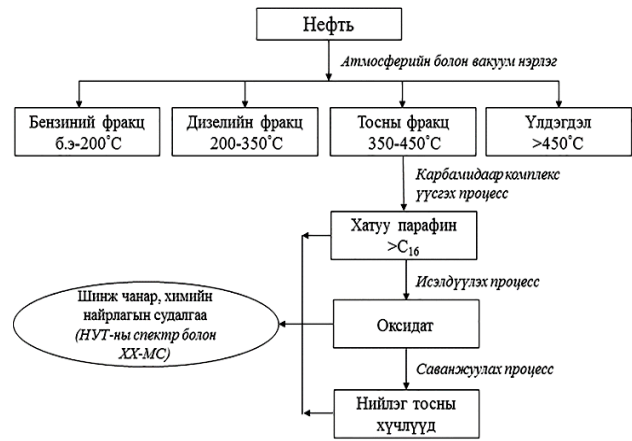 Нефть
Атмосферийн болон вакуум нэрлэг
Бензиний фракц
б.э-200˚С
Дизелийн фракц
200-350˚С
Тосны фракц
350-450˚С
Үлдэгдэл
>450˚С
Карбамидаар комплекс
үүсгэх процесс
Хатуу парафин
>C₁₆
Исэлдүүлэх процесс
Шинж чанар, химийн
найрлагын судалгаа
(НУТ-ны спектр болон
ХХ-МС)
Оксидат
Саванжуулах процесс
Нийлэг тосны
хүчлүүд